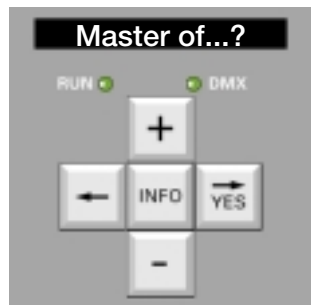 Master of...?
RUN DMX
+
INFO YES
-